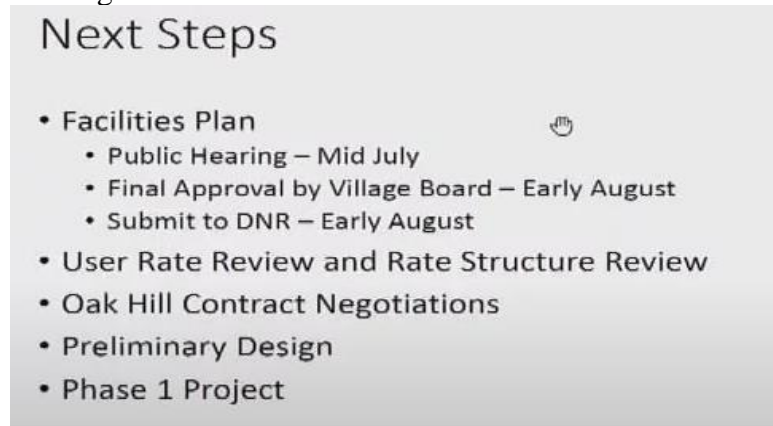 Next Steps
• Facilities Plan
• Public Hearing – Mid July
• Final Approval by Village Board – Early August
• Submit to DNR – Early August
• User Rate Review and Rate Structure Review
• Oak Hill Contract Negotiations
• Preliminary Design
• Phase 1 Project